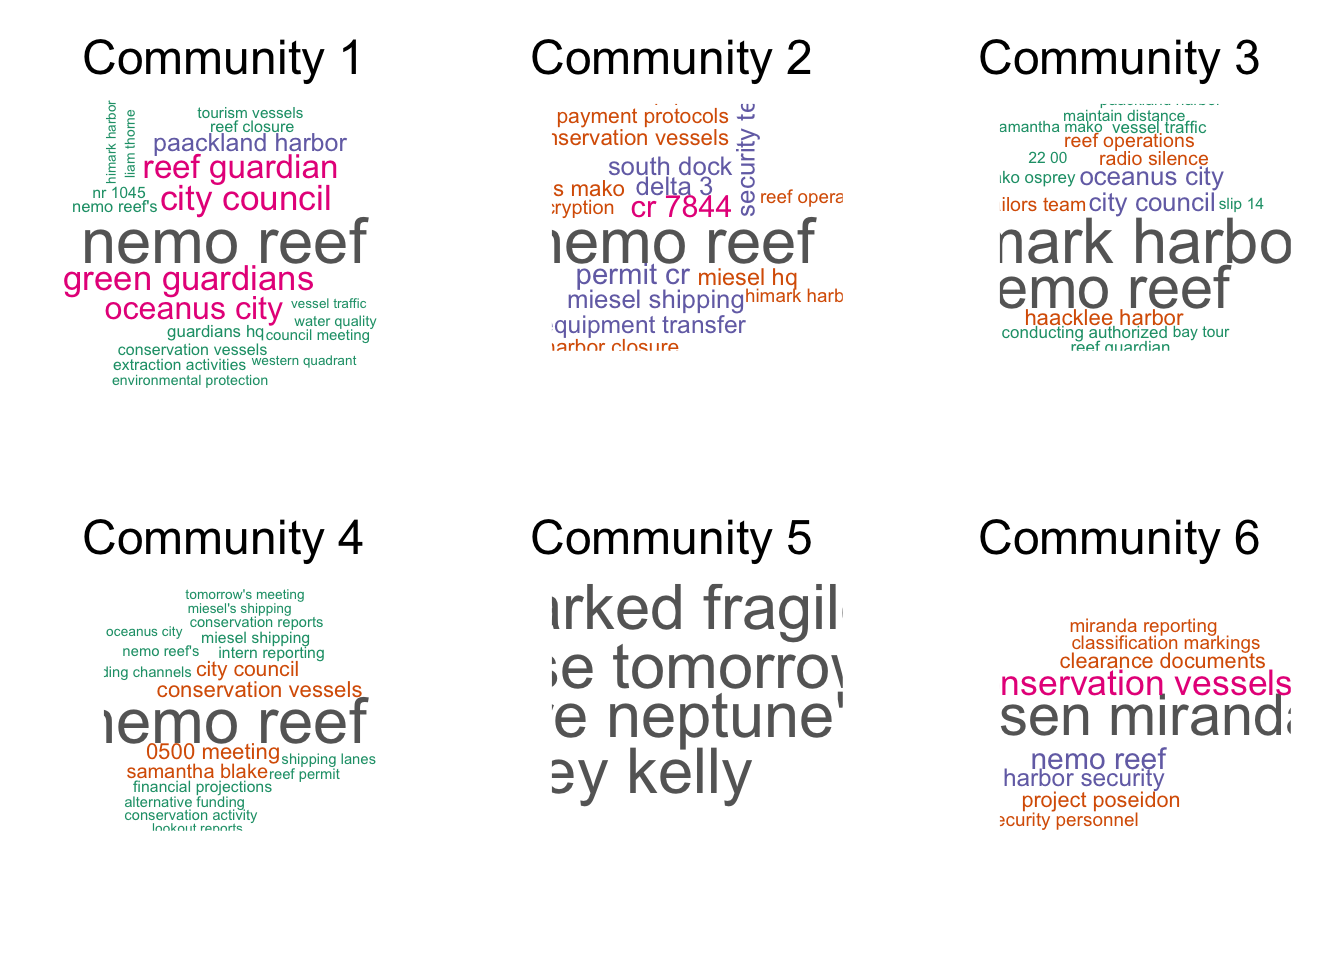 Community 1
himark harbor
liam thorne
tourism vessels
reef closure
paackland harbor
reef guardian
nr 1045
nemo reef's
city council
nemo reef
green guardians
oceanus city
vessel traffic
water quality
guardians hq
council meeting
conservation vessels
extraction activities
western quadrant
environmental protection
Community 2
payment protocols
nservation vessels
security te
south dock
s mako
delta 3
reef opera
cryption
cr 7844
nemo reef
permit cr
miesel hq
miesel shipping
himark harb
equipment transfer
harbor closure
Community 3
maintain distance
amantha mako
vessel traffic
reef operations
22 00
radio silence
ako osprey
oceanus city
ilors team
city council
slip 14
mark harbo
emo reef
haacklee harbor
conducting authorized bay tour
reef guardian
Community 4
tomorrow's meeting
miesel's shipping
conservation reports
oceanus city
miesel shipping
nemo reef's
intern reporting
ding channels
city council
conservation vessels
nemo reef
0500 meeting
shipping lanes
samantha blake
reef permit
financial projections
alternative funding
conservation activity
lookout reports
Community 5
arked fragile
se tomorrow
ve neptune's
ey kelly
Community 6
miranda reporting
classification markings
clearance documents
nservation vessels
sen miranda
nemo reef
harbor security
project poseidon
ecurity personnel